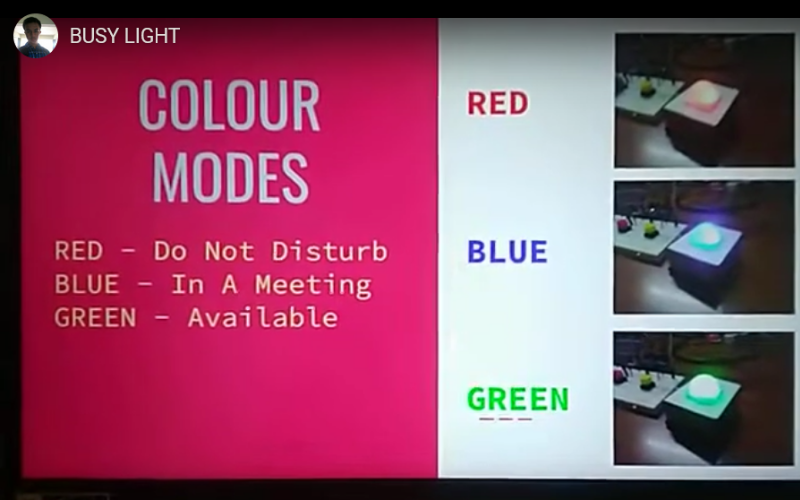 BUSY LIGHT
COLOUR
MODES
RED – Do Not Disturb
BLUE – In A Meeting
GREEN – Available
RED
BLUE
GREEN